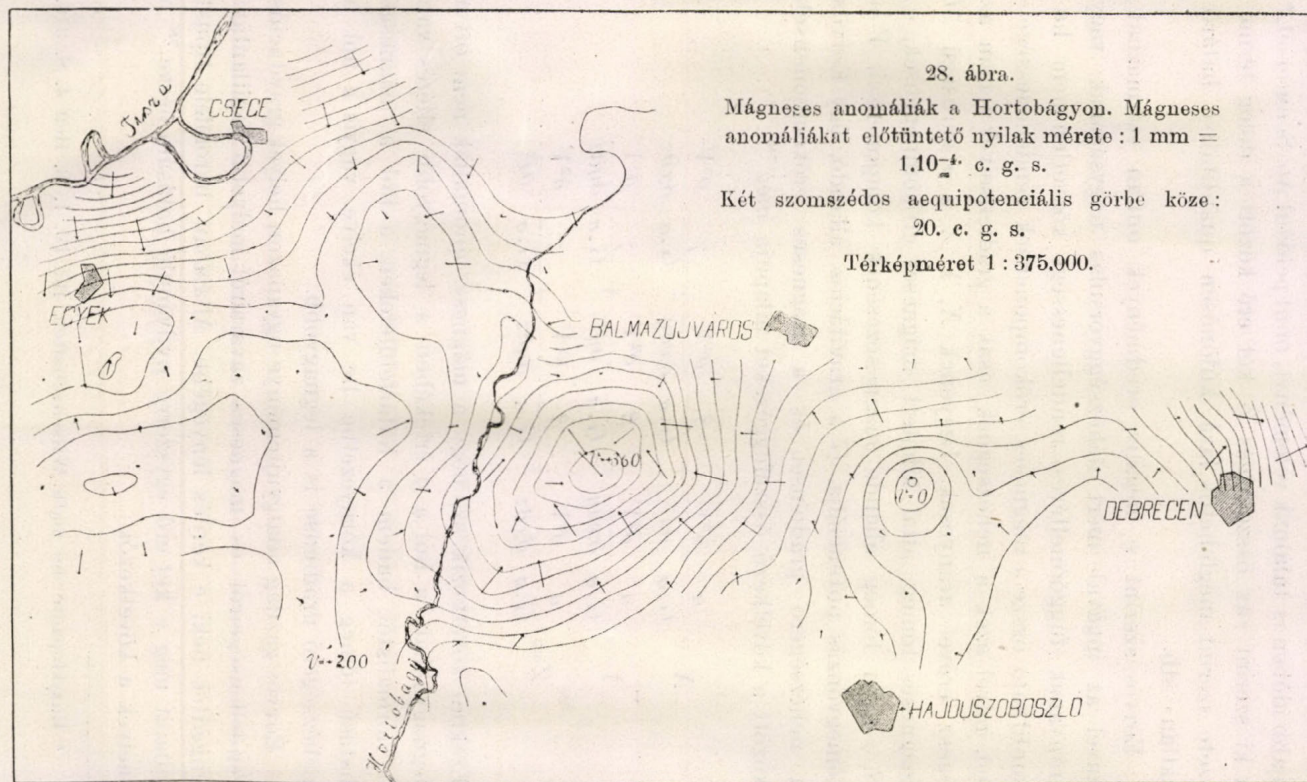 28. ábra.
Mágneses anomáliák a Hortobágyon. Mágneses
anomáliákat előtüntető nyilak mérete : 1 mm =
1.10⁻⁴· c. g. s.
Két szomszédos aequipotenciális görbe köze :
20. c. g. s.
Térképméret 1 : 375.000.
Tisza
CSECE
EGYEK
BALMAZUJVÁROS
V=-360
V=0
DEBRECEN
V=-200
Hortobágy
HAJDUSZOBOSZLÓ